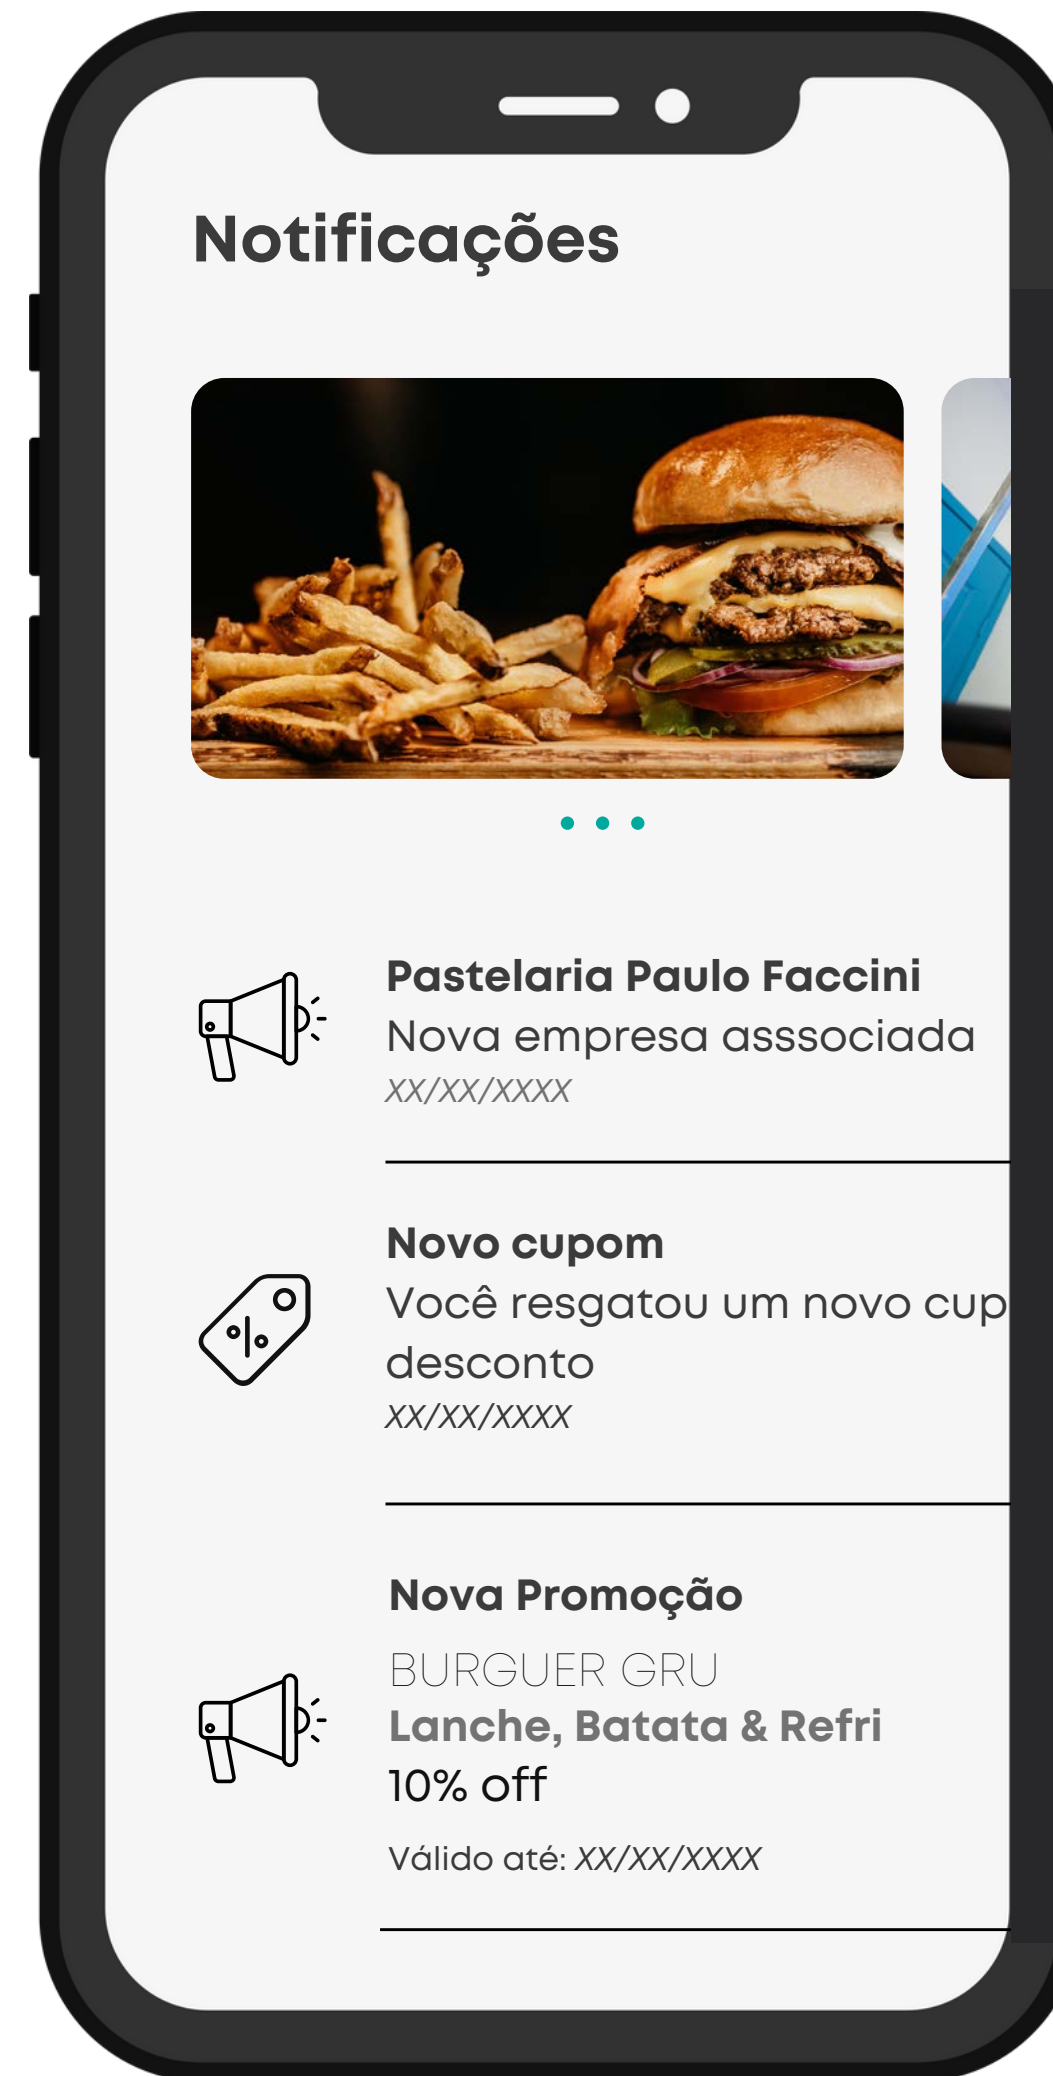 Notificações
Pastelaria Paulo Faccini
Nova empresa asssociada
XX/XX/XXXX
Novo cupom
Você resgatou um novo cup
desconto
XX/XX/XXXX
Nova Promoção
BURGUER GRU
Lanche, Batata & Refri
10% off
Válido até: XX/XX/XXXX